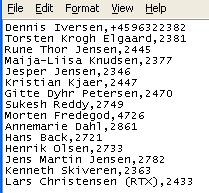 File Edit Format View Help
Dennis Iversen,+4596322382
Torsten Krogh Elgaard,2381
Rune Thor Jensen,2445
Maija-Liisa Knudsen,2377
Jesper Jensen,2346
Kristian Kjaer,2447
Gitte Dyhr Petersen,2470
Sukesh Reddy,2749
Morten Fredegod,4726
Annemarie Dahl,2861
Hans Back,2721
Henrik Olsen,2733
Jens Martin Jensen,2782
Kenneth Skiveren,2363
Lars Christensen (RTX),2433